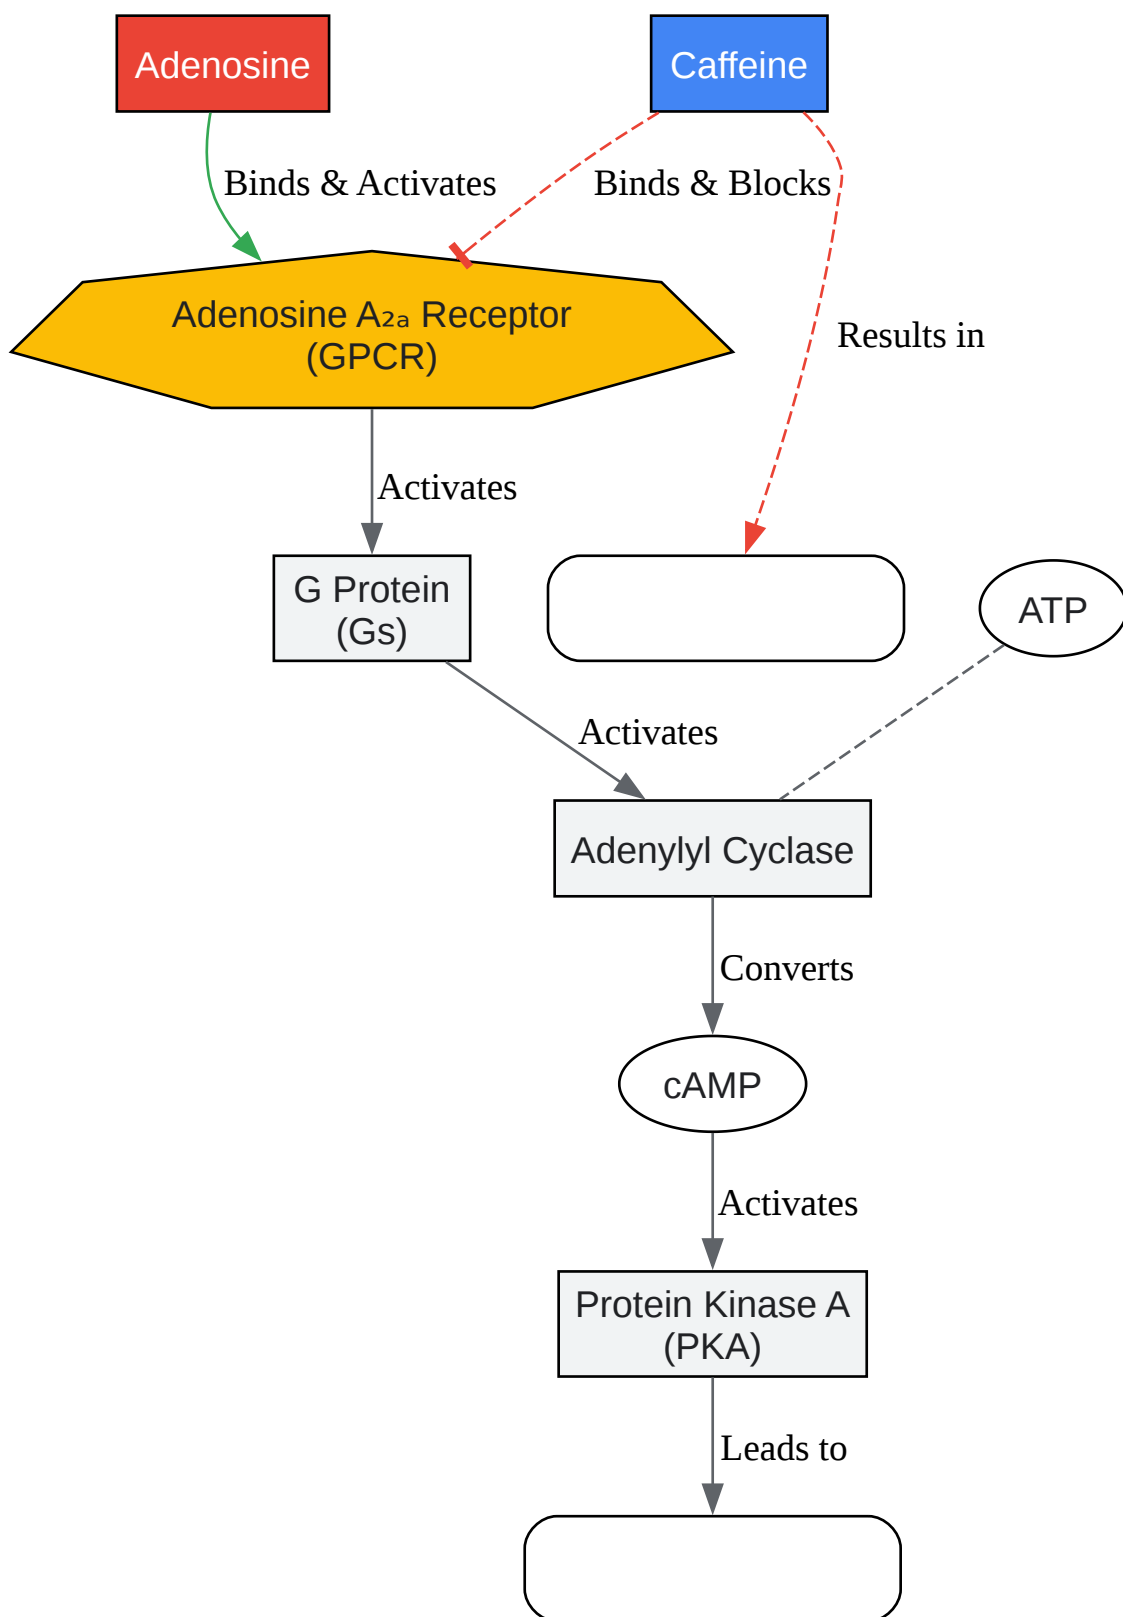 Adenosine
Caffeine
Binds & Activates
Binds & Blocks
Adenosine A₂ₐ Receptor
(GPCR)
Results in
Activates
G Protein
(Gs)
ATP
Activates
Adenylyl Cyclase
Converts
cAMP
Activates
Protein Kinase A
(PKA)
Leads to